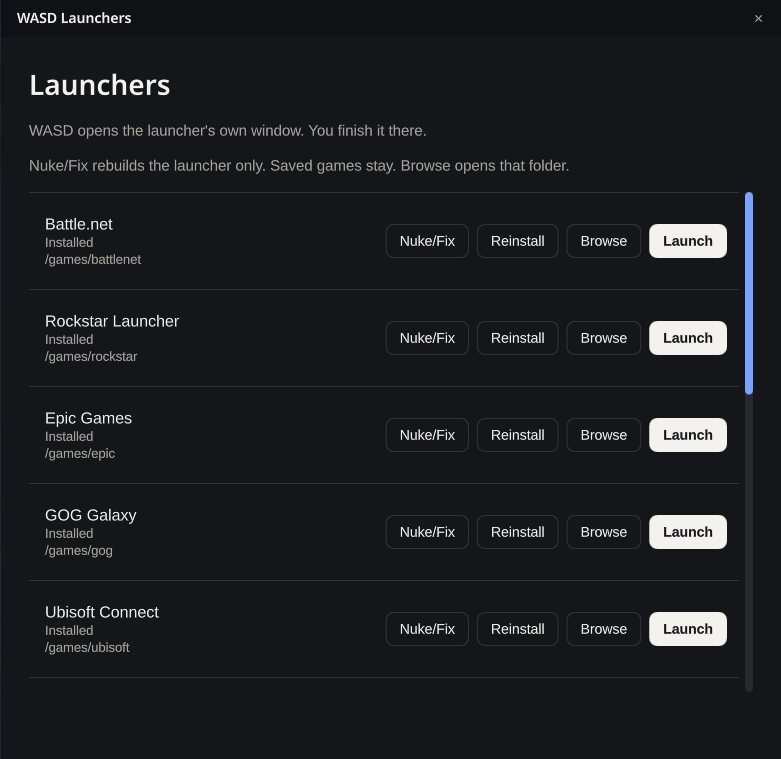 WASD Launchers ×
Launchers
WASD opens the launcher's own window. You finish it there.
Nuke/Fix rebuilds the launcher only. Saved games stay. Browse opens that folder.
Battle.net
Installed
/games/battlenet
Nuke/Fix Reinstall Browse Launch
Rockstar Launcher
Installed
/games/rockstar
Nuke/Fix Reinstall Browse Launch
Epic Games
Installed
/games/epic
Nuke/Fix Reinstall Browse Launch
GOG Galaxy
Installed
/games/gog
Nuke/Fix Reinstall Browse Launch
Ubisoft Connect
Installed
/games/ubisoft
Nuke/Fix Reinstall Browse Launch